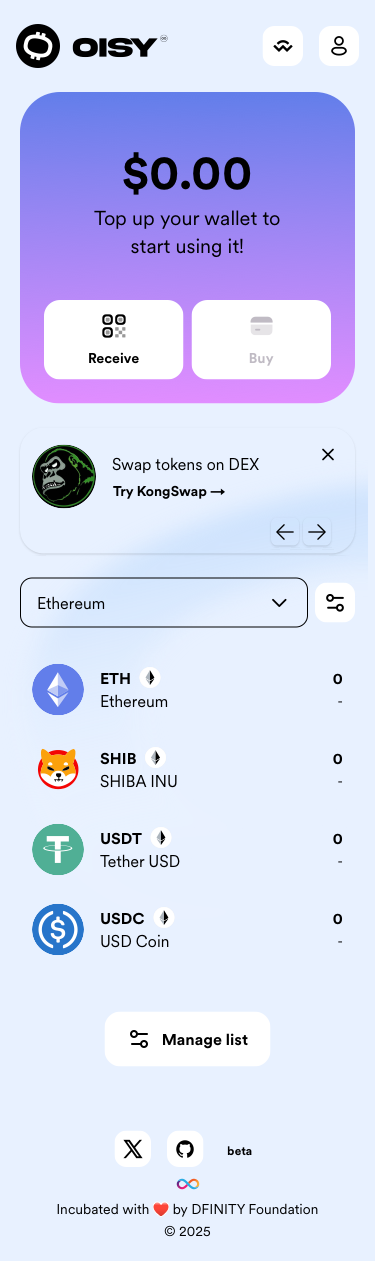 OISY
$0.00
Top up your wallet to
start using it!
Receive
Buy
Swap tokens on DEX
Try KongSwap →
Ethereum
ETH
0
Ethereum
-
SHIB
0
SHIBA INU
-
USDT
0
Tether USD
-
USDC
0
USD Coin
-
Manage list
beta
Incubated with ❤️ by DFINITY Foundation
© 2025